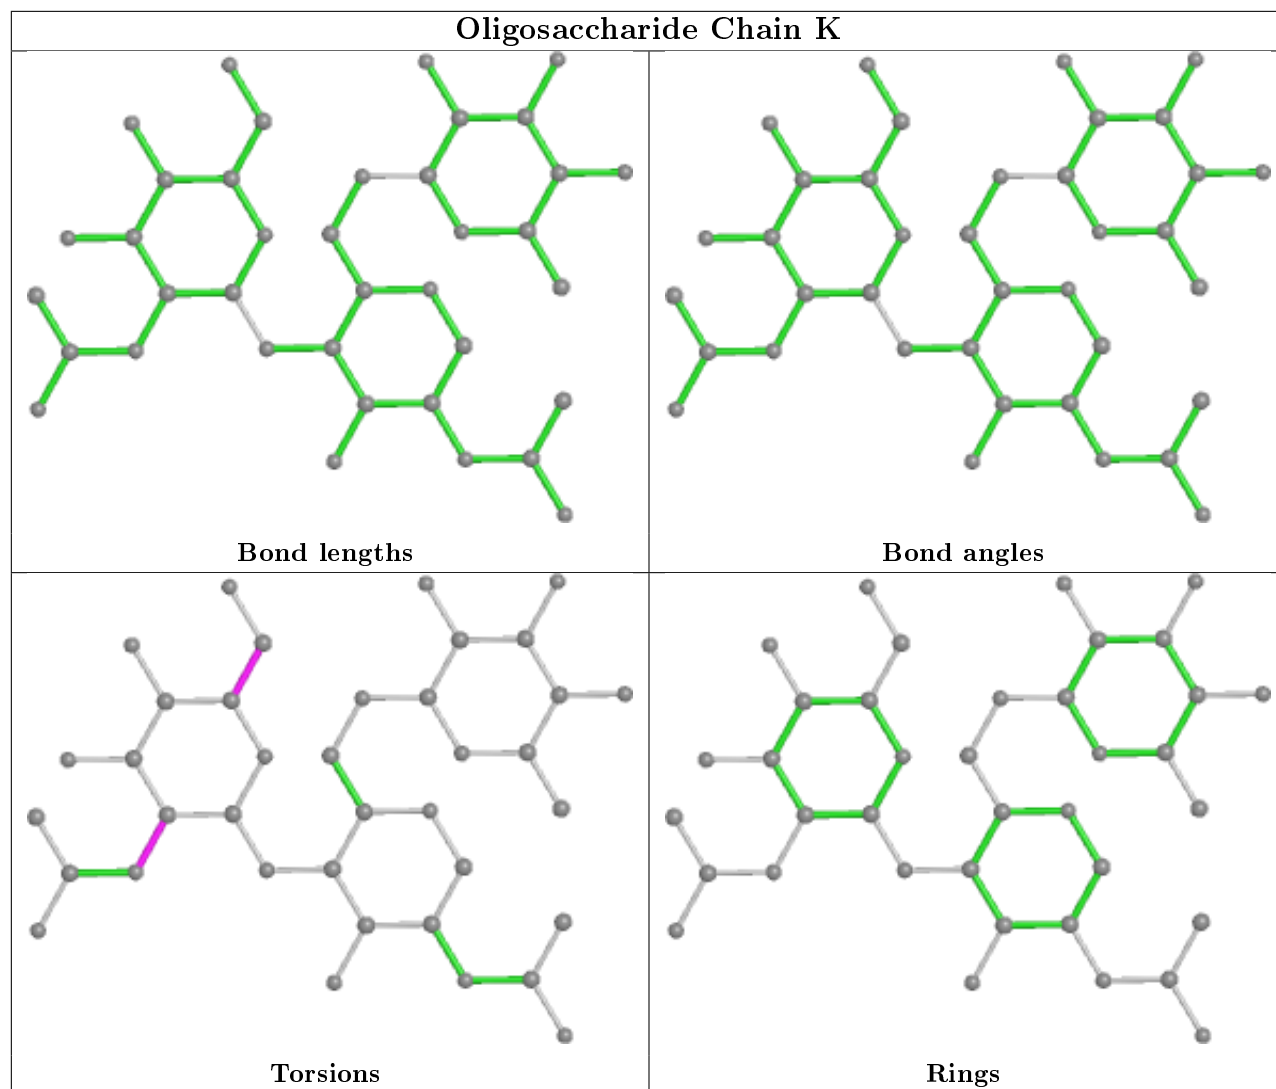 Oligosaccharide Chain K
Bond lengths
Bond angles
Torsions
Rings